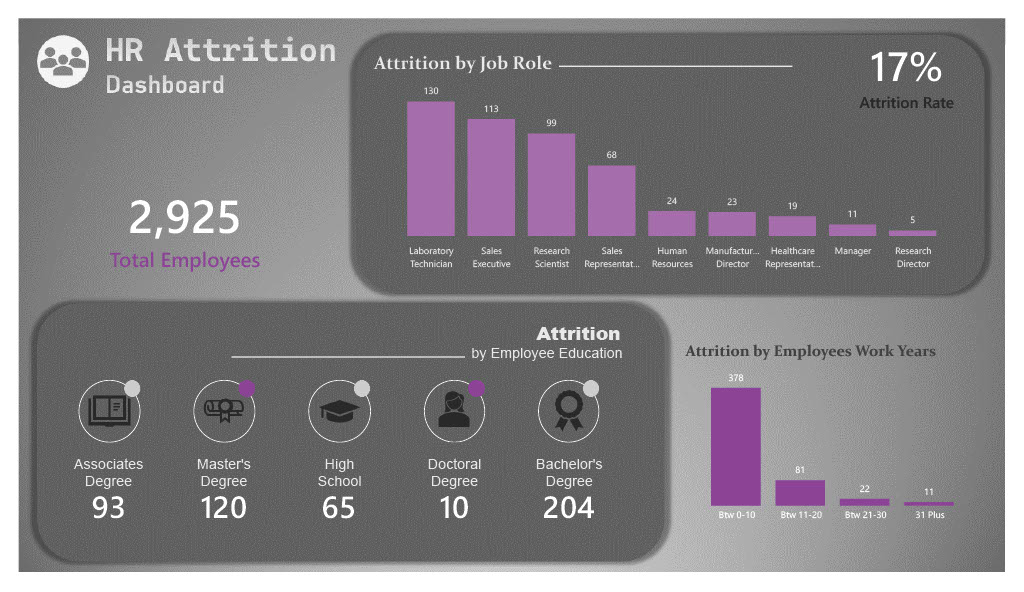 HR Attrition
Dashboard
2,925
Total Employees
Attrition by Job Role
17%
Attrition Rate
130
113
99
68
24
23
19
11
5
Laboratory Technician
Sales Executive
Research Scientist
Sales Representat...
Human Resources
Manufactur... Director
Healthcare Representat...
Manager
Research Director
Attrition
by Employee Education
Associates Degree
93
Master's Degree
120
High School
65
Doctoral Degree
10
Bachelor's Degree
204
Attrition by Employees Work Years
378
81
22
11
Btw 0-10
Btw 11-20
Btw 21-30
31 Plus